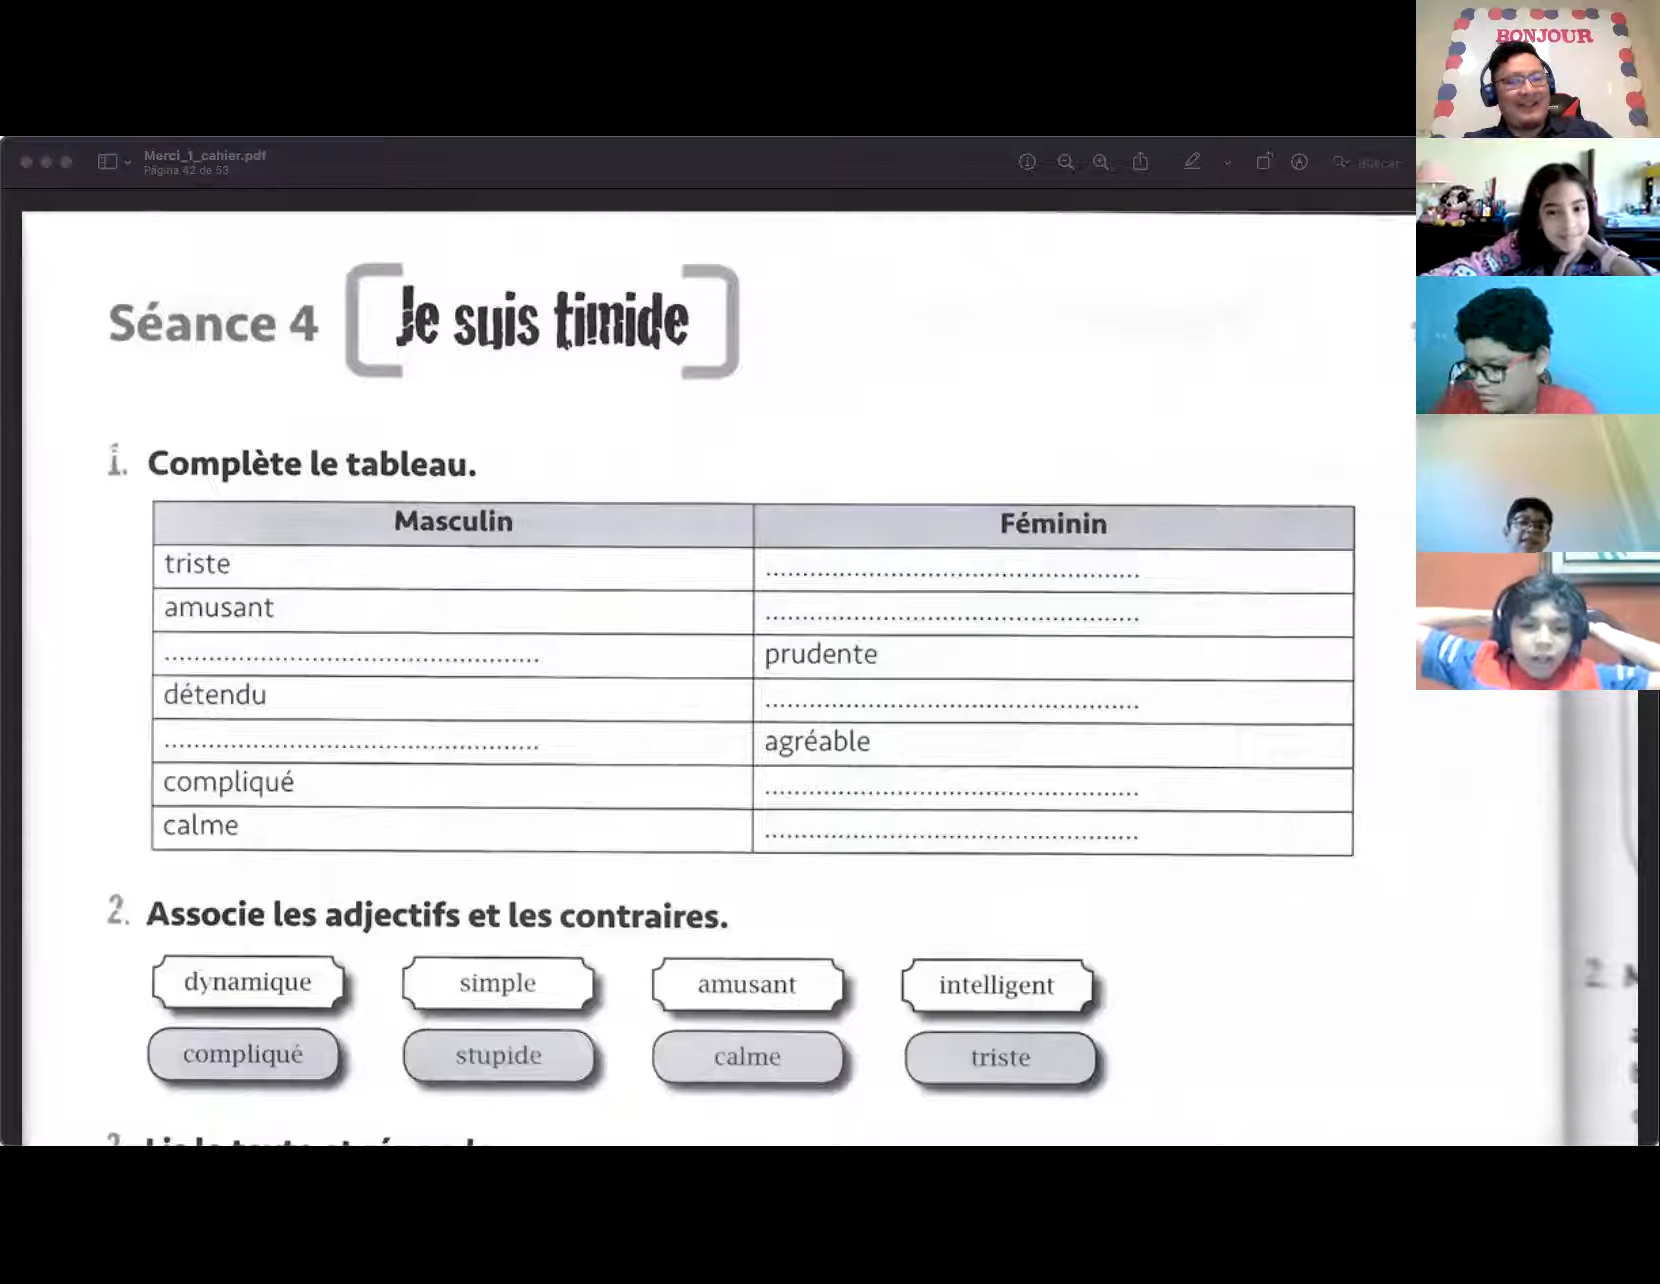 BONJOUR
Merci_1_cahier.pdf
Página 42 de 53
Buscar
Séance 4 [Je suis timide]
1. Complète le tableau.
Masculin Féminin
triste ..................................................
amusant ..................................................
.................................................. prudente
détendu ..................................................
.................................................. agréable
compliqué ..................................................
calme ..................................................
2. Associe les adjectifs et les contraires.
dynamique simple amusant intelligent
compliqué stupide calme triste